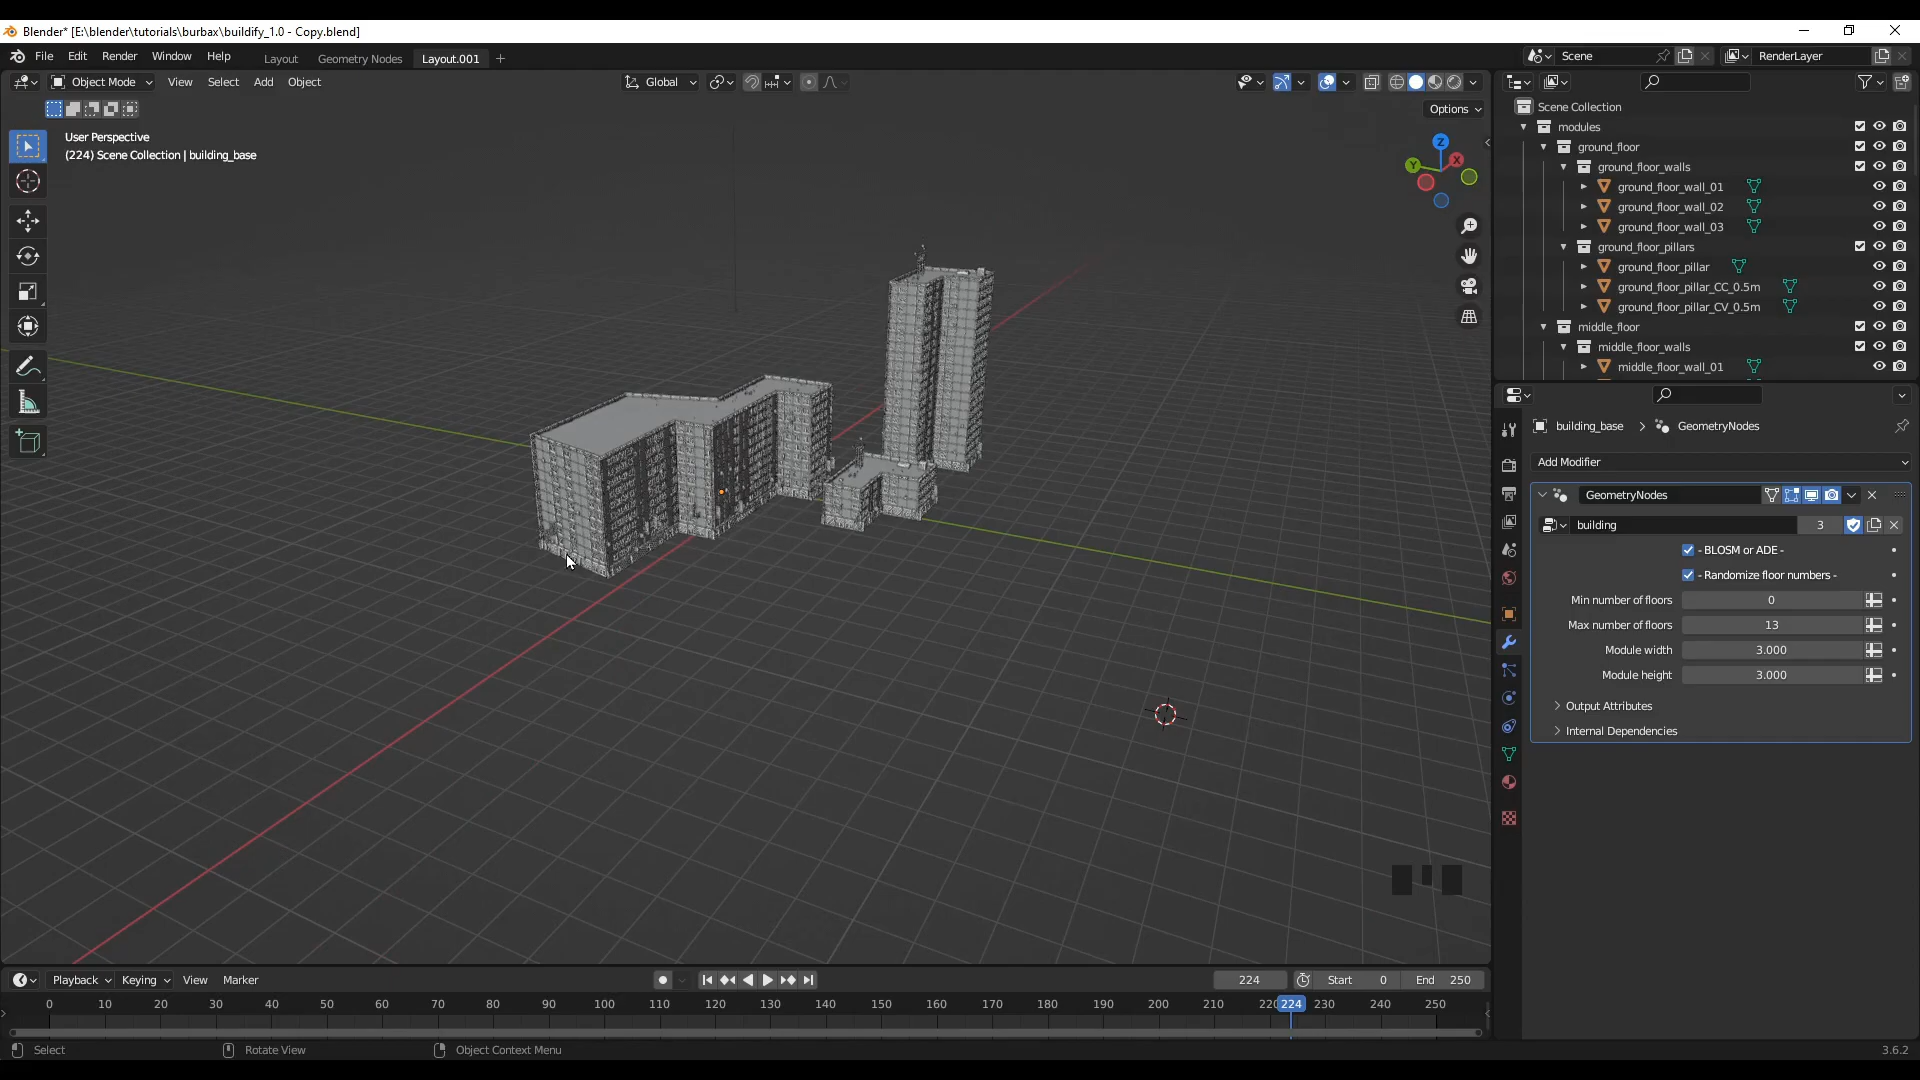 Blender* [E:\blender\tutorials\burbax\buildify_1.0 - Copy.blend]
File Edit Render Window Help Layout Geometry Nodes Layout.001 + Scene RenderLayer
Object Mode View Select Add Object Global
Options
User Perspective
(224) Scene Collection | building_base
Z
Y X
Scene Collection
modules
ground_floor
ground_floor_walls
ground_floor_wall_01
ground_floor_wall_02
ground_floor_wall_03
ground_floor_pillars
ground_floor_pillar
ground_floor_pillar_CC_0.5m
ground_floor_pillar_CV_0.5m
middle_floor
middle_floor_walls
middle_floor_wall_01
building_base > GeometryNodes
Add Modifier
GeometryNodes
building 3
- BLOSM or ADE -
- Randomize floor numbers -
Min number of floors 0
Max number of floors 13
Module width 3.000
Module height 3.000
Output Attributes
Internal Dependencies
Playback Keying View Marker 224 Start 0 End 250
0 10 20 30 40 50 60 70 80 90 100 110 120 130 140 150 160 170 180 190 200 210 224 230 240 250
Select Rotate View Object Context Menu 3.6.2